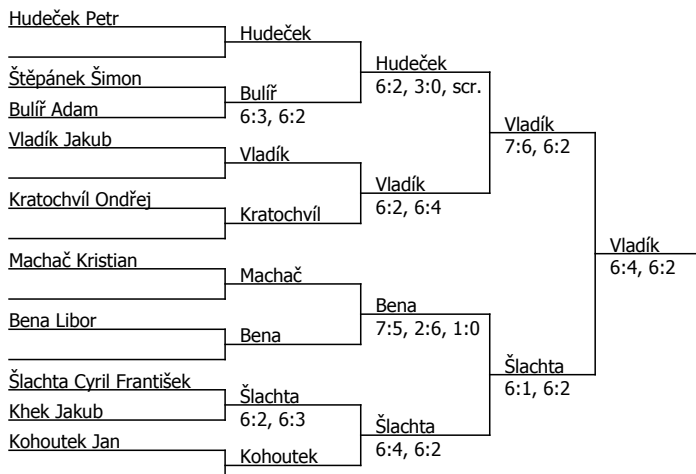 Hudeček Petr
Hudeček
Hudeček
6:2, 3:0, scr.
Štěpánek Šimon
Bulíř
6:3, 6:2
Bulíř Adam
Vladík
7:6, 6:2
Vladík Jakub
Vladík
Vladík
6:2, 6:4
Kratochvíl Ondřej
Kratochvíl
Vladík
6:4, 6:2
Machač Kristian
Machač
Bena
7:5, 2:6, 1:0
Bena Libor
Bena
Šlachta
6:1, 6:2
Šlachta Cyril František
Šlachta
6:2, 6:3
Khek Jakub
Šlachta
6:4, 6:2
Kohoutek Jan
Kohoutek